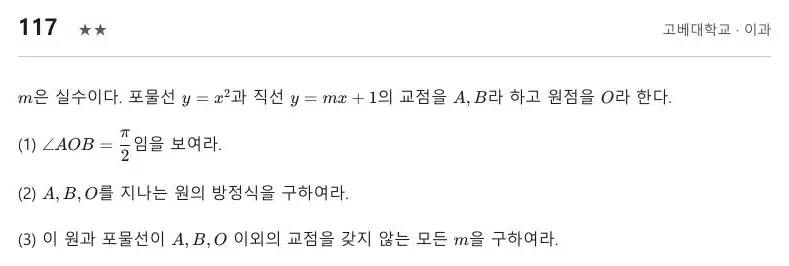 117 ★★ 고베대학교 · 이과
m은 실수이다. 포물선 y = x²과 직선 y = mx + 1의 교점을 A, B라 하고 원점을 O라 한다.
(1) ∠AOB = π/2 임을 보여라.
(2) A, B, O를 지나는 원의 방정식을 구하여라.
(3) 이 원과 포물선이 A, B, O 이외의 교점을 갖지 않는 모든 m을 구하여라.